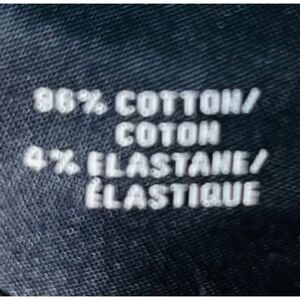 96% COTTON/
COTON
4% ELASTANE/
ÉLASTIQUE